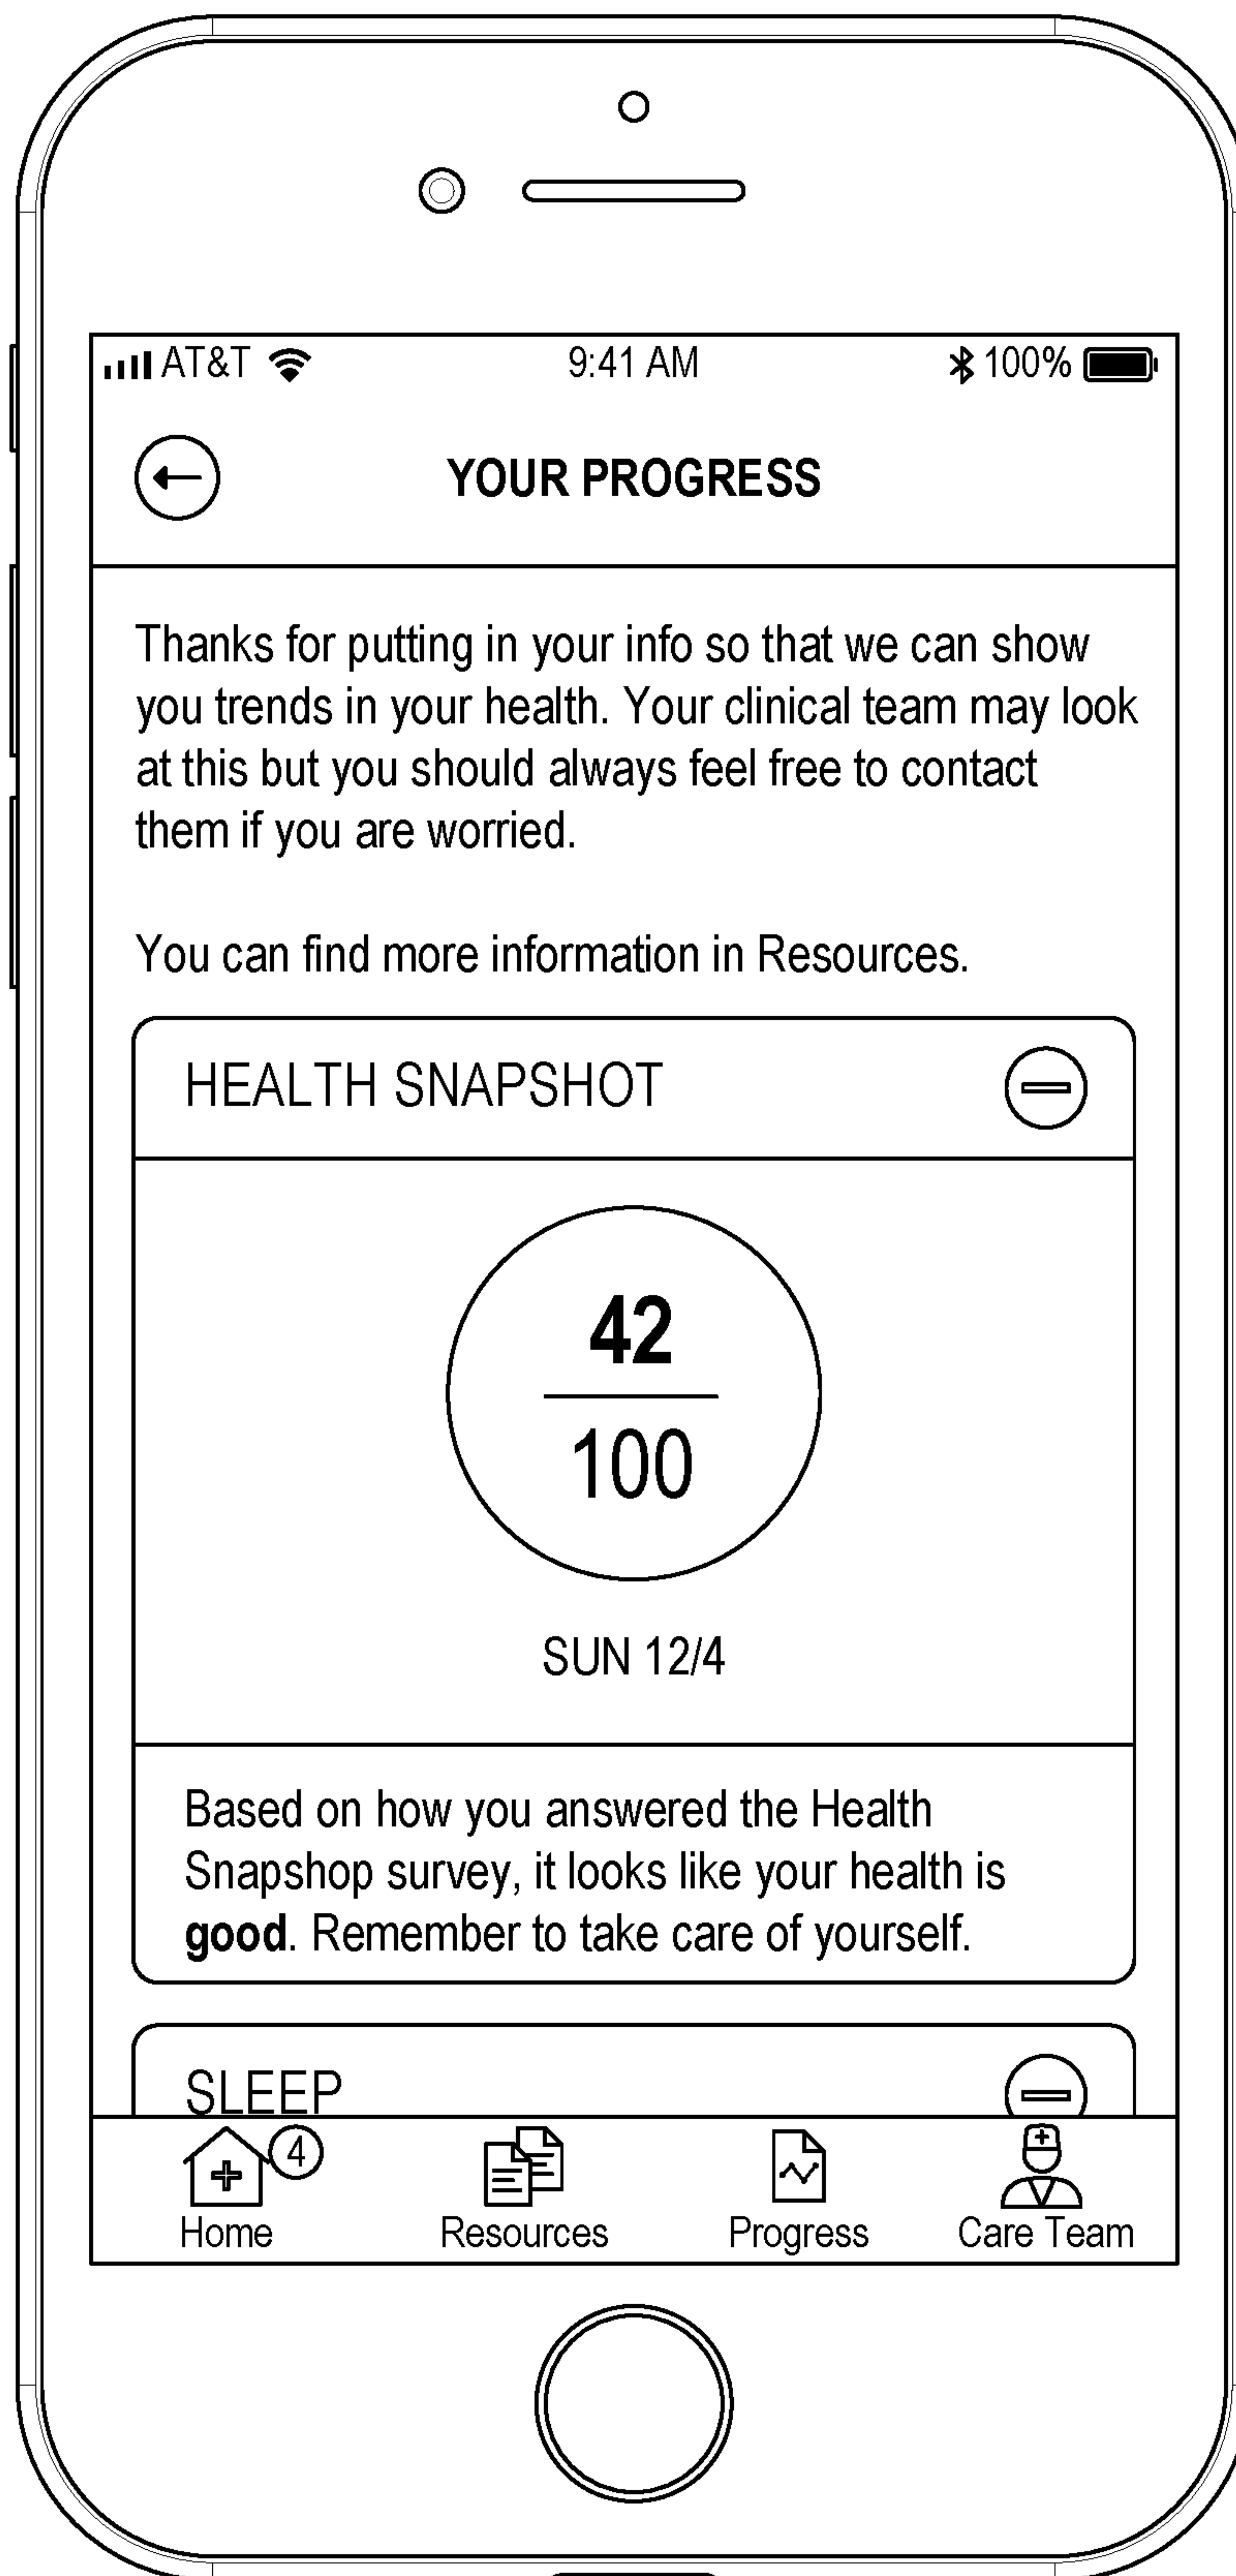 AT&T 9:41 AM 100%
YOUR PROGRESS
Thanks for putting in your info so that we can show
you trends in your health. Your clinical team may look
at this but you should always feel free to contact
them if you are worried.
You can find more information in Resources.
HEALTH SNAPSHOT
42
100
SUN 12/4
Based on how you answered the Health
Snapshop survey, it looks like your health is
good. Remember to take care of yourself.
SLEEP
4
Home Resources Progress Care Team